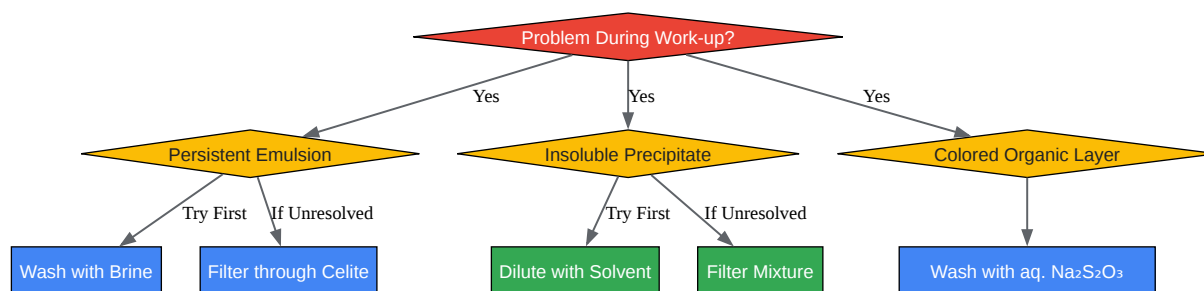 Problem During Work-up?
Yes
Yes
Yes
Persistent Emulsion
Insoluble Precipitate
Colored Organic Layer
Try First
If Unresolved
Try First
If Unresolved
Wash with Brine
Filter through Celite
Dilute with Solvent
Filter Mixture
Wash with aq. Na₂S₂O₃